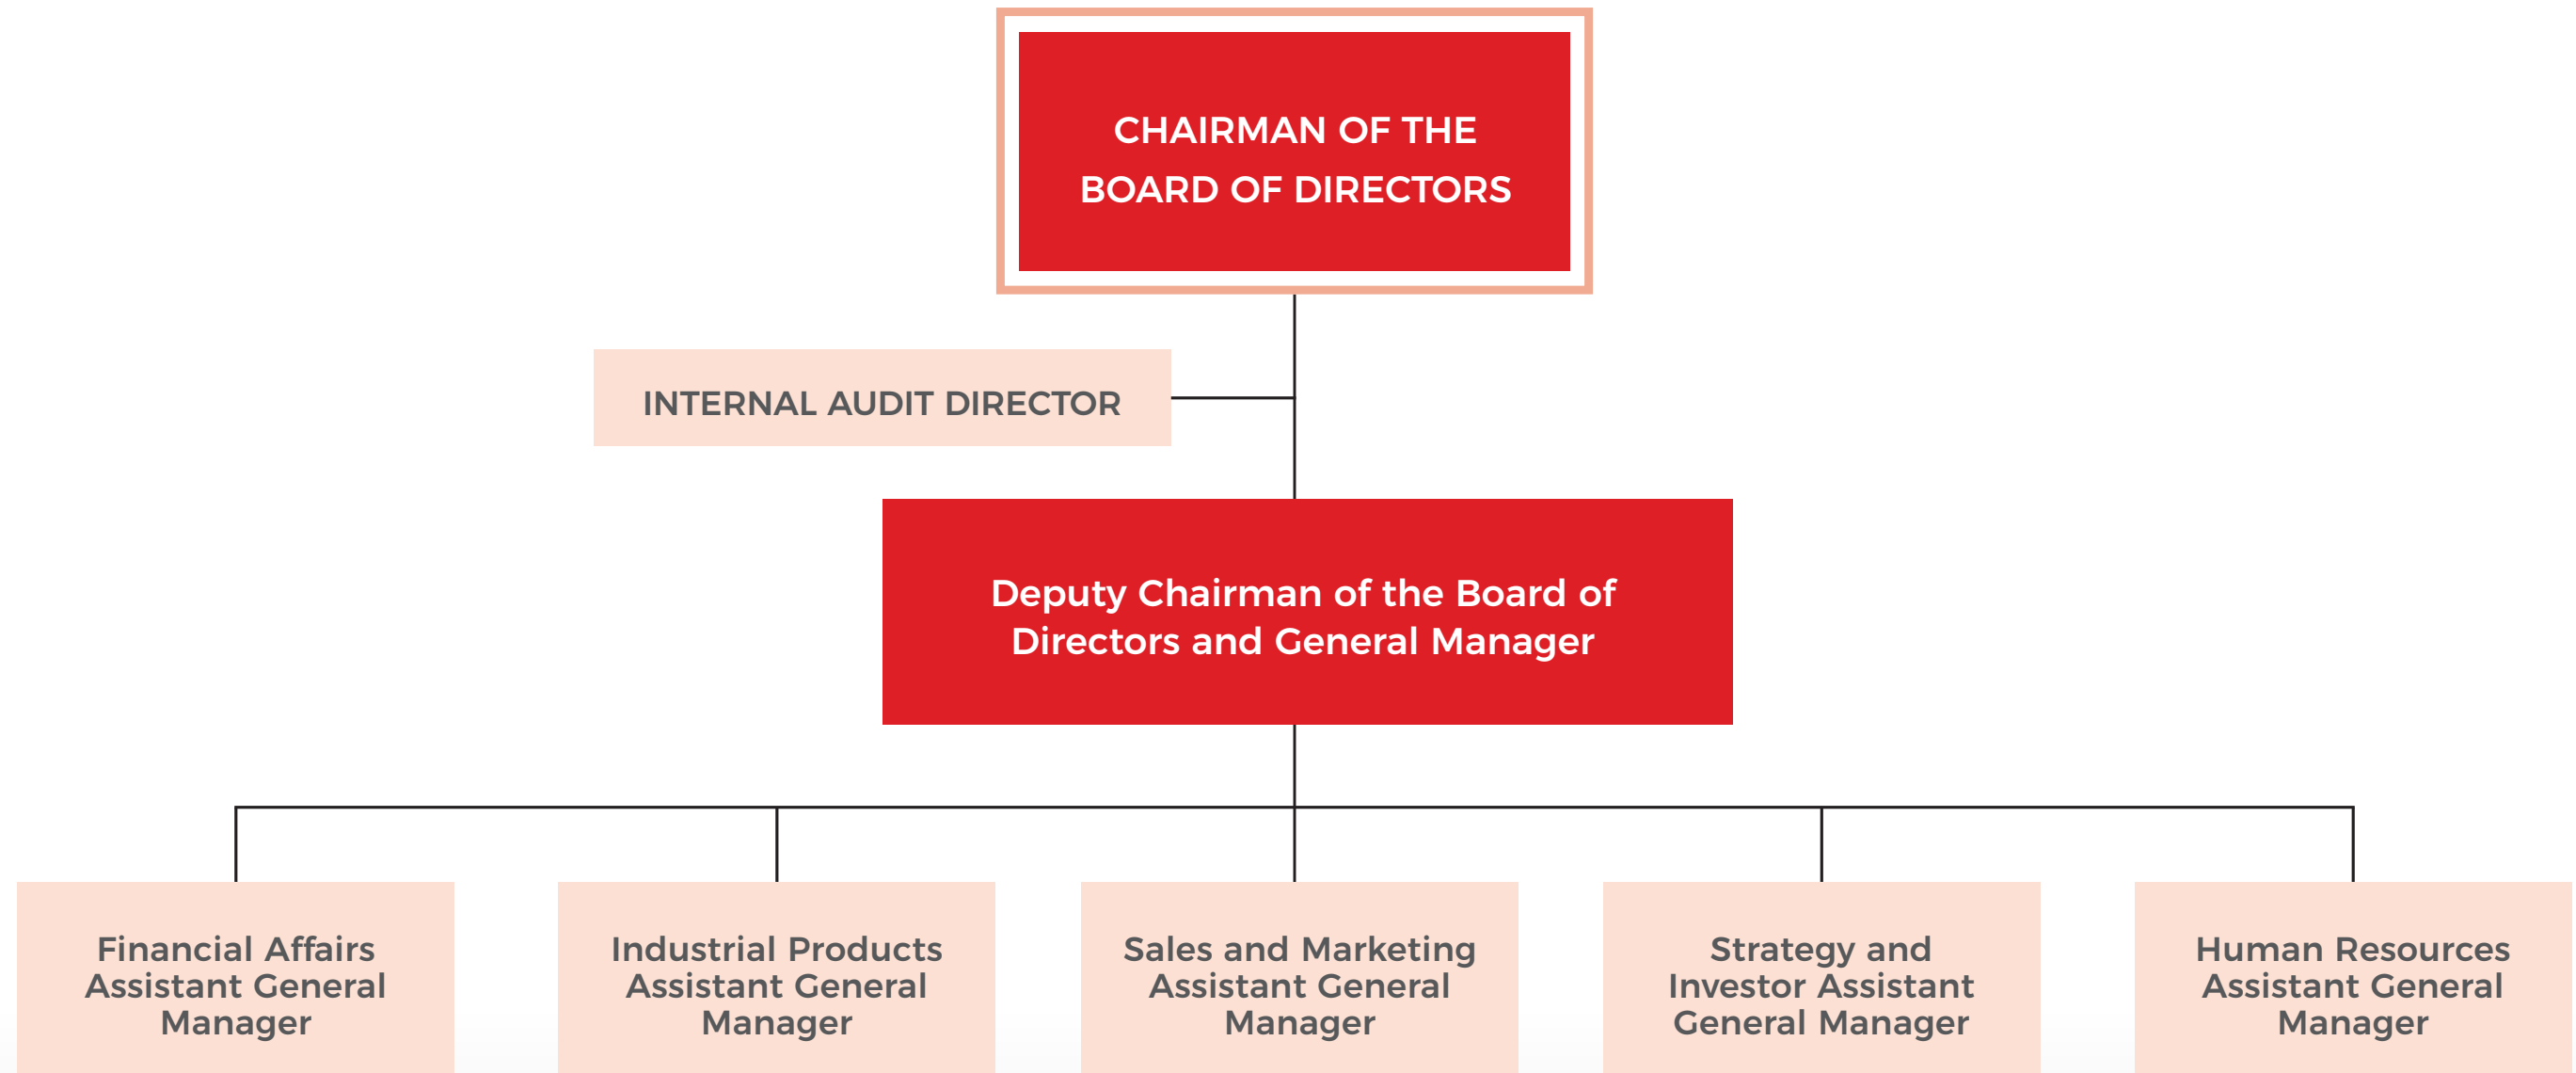 CHAIRMAN OF THE
BOARD OF DIRECTORS
INTERNAL AUDIT DIRECTOR
Deputy Chairman of the Board of
Directors and General Manager
Financial Affairs
Assistant General
Manager
Industrial Products
Assistant General
Manager
Sales and Marketing
Assistant General
Manager
Strategy and
Investor Assistant
General Manager
Human Resources
Assistant General
Manager